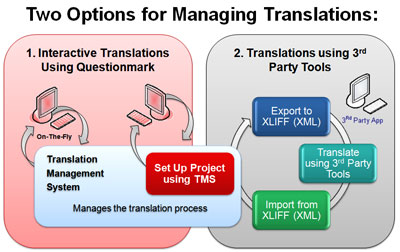 Two Options for Managing Translations:
1. Interactive Translations
Using Questionmark
On-The-Fly
Translation
Management
System
Set Up Project
using TMS
Manages the translation process
2. Translations using 3rd
Party Tools
3rd Party App
Export to
XLIFF (XML)
Translate
using 3rd Party
Tools
Import from
XLIFF (XML)